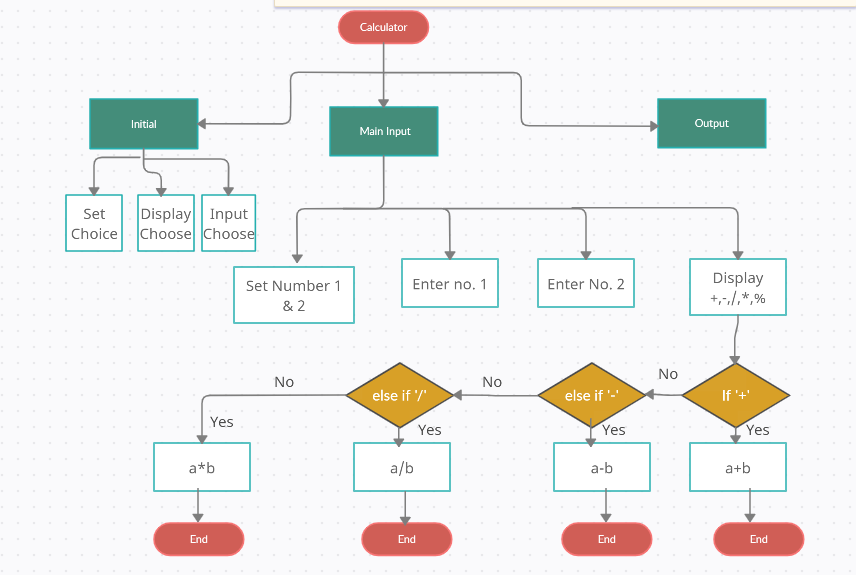 Calculator
Initial
Main Input
Output
Set
Choice
Display
Choose
Input
Choose
Set Number 1
& 2
Enter no. 1
Enter No. 2
Display
+,-,/,*,%
No
else if '/'
No
else if '-'
No
If '+'
Yes
Yes
Yes
Yes
a*b
a/b
a-b
a+b
End
End
End
End